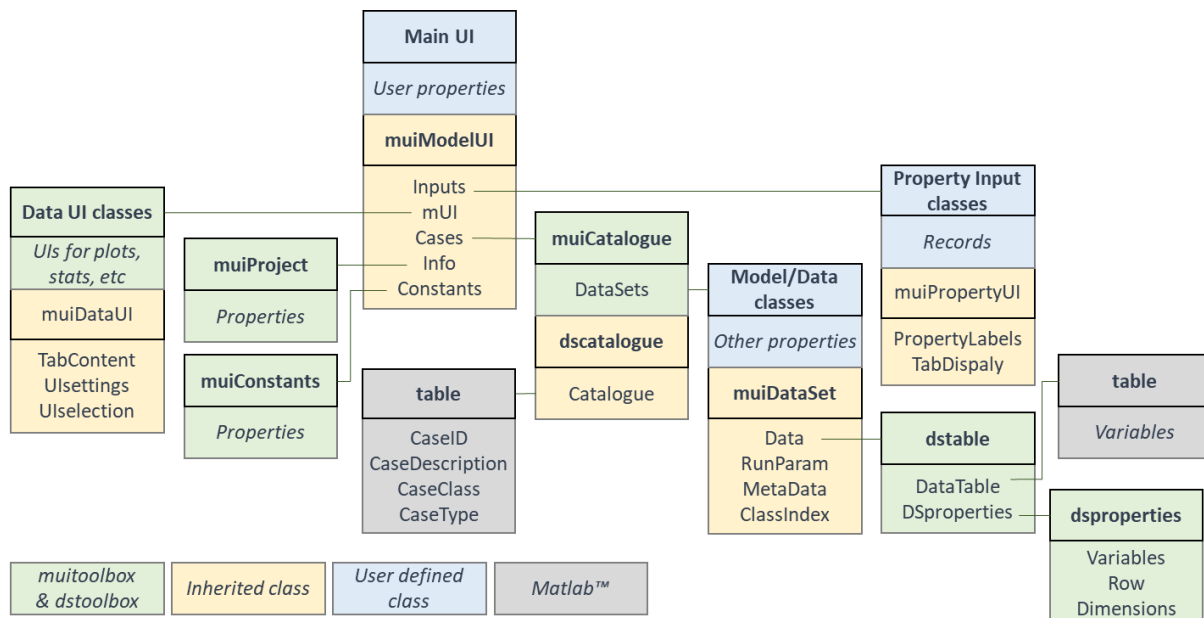 Main UI
User properties
muiModelUI
Inputs
mUI
Cases
Info
Constants
Data UI classes
UIs for plots,
stats, etc
muiDataUI
TabContent
UIsettings
UIselection
muiProject
Properties
muiConstants
Properties
table
CaseID
CaseDescription
CaseClass
CaseType
muiCatalogue
DataSets
dscatalogue
Catalogue
Model/Data
classes
Other properties
muiDataSet
Data
RunParam
MetaData
ClassIndex
Property Input
classes
Records
muiPropertyUI
PropertyLabels
TabDispaly
dstable
DataTable
DSproperties
table
Variables
dsproperties
Variables
Row
Dimensions
muitoolbox
& dstoolbox
Inherited class
User defined
class
Matlab™